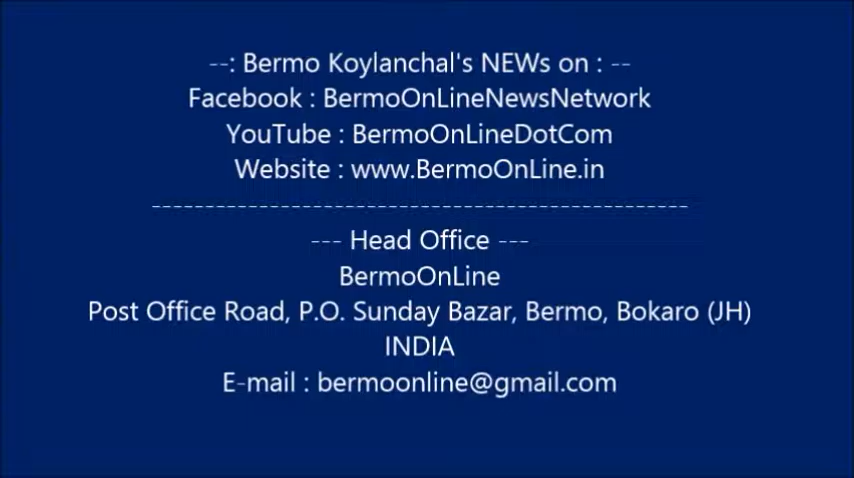 --: Bermo Koylanchal's NEWs on : --
Facebook : BermoOnLineNewsNetwork
YouTube : BermoOnLineDotCom
Website : www.BermoOnLine.in
--------------------------------------------------
--- Head Office ---
BermoOnLine
Post Office Road, P.O. Sunday Bazar, Bermo, Bokaro (JH)
INDIA
E-mail : bermoonline@gmail.com